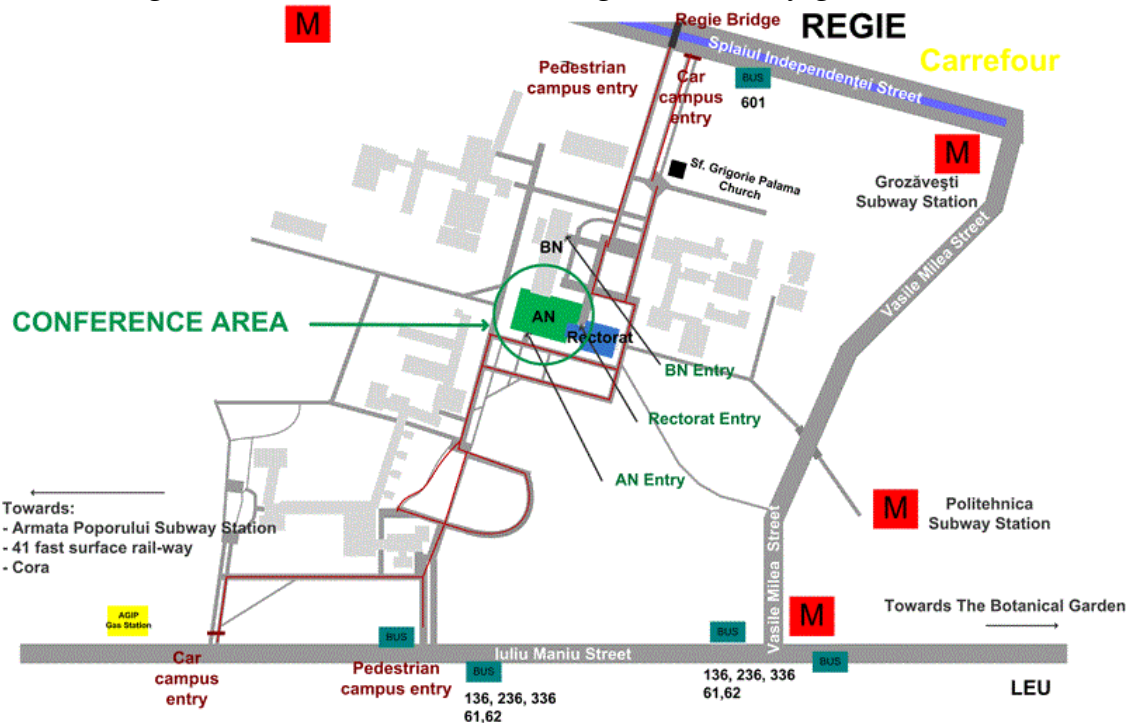 M
Regie Bridge
REGIE
Splaiul Independenţei Street
Carrefour
Pedestrian
campus entry
Car
campus
entry
BUS
601
M
Grozăveşti
Subway Station
Sf. Grigorie Palama
Church
Vasile Milea Street
BN
CONFERENCE AREA
AN
Rectorat
BN Entry
Rectorat Entry
AN Entry
Towards:
- Armata Poporului Subway Station
- 41 fast surface rail-way
- Cora
M
Politehnica
Subway Station
Vasile Milea Street
AGIP
Gas Station
M
Towards The Botanical Garden
BUS
BUS
Iuliu Maniu Street
BUS
BUS
Car
campus
entry
Pedestrian
campus entry
136, 236, 336
61,62
136, 236, 336
61,62
LEU